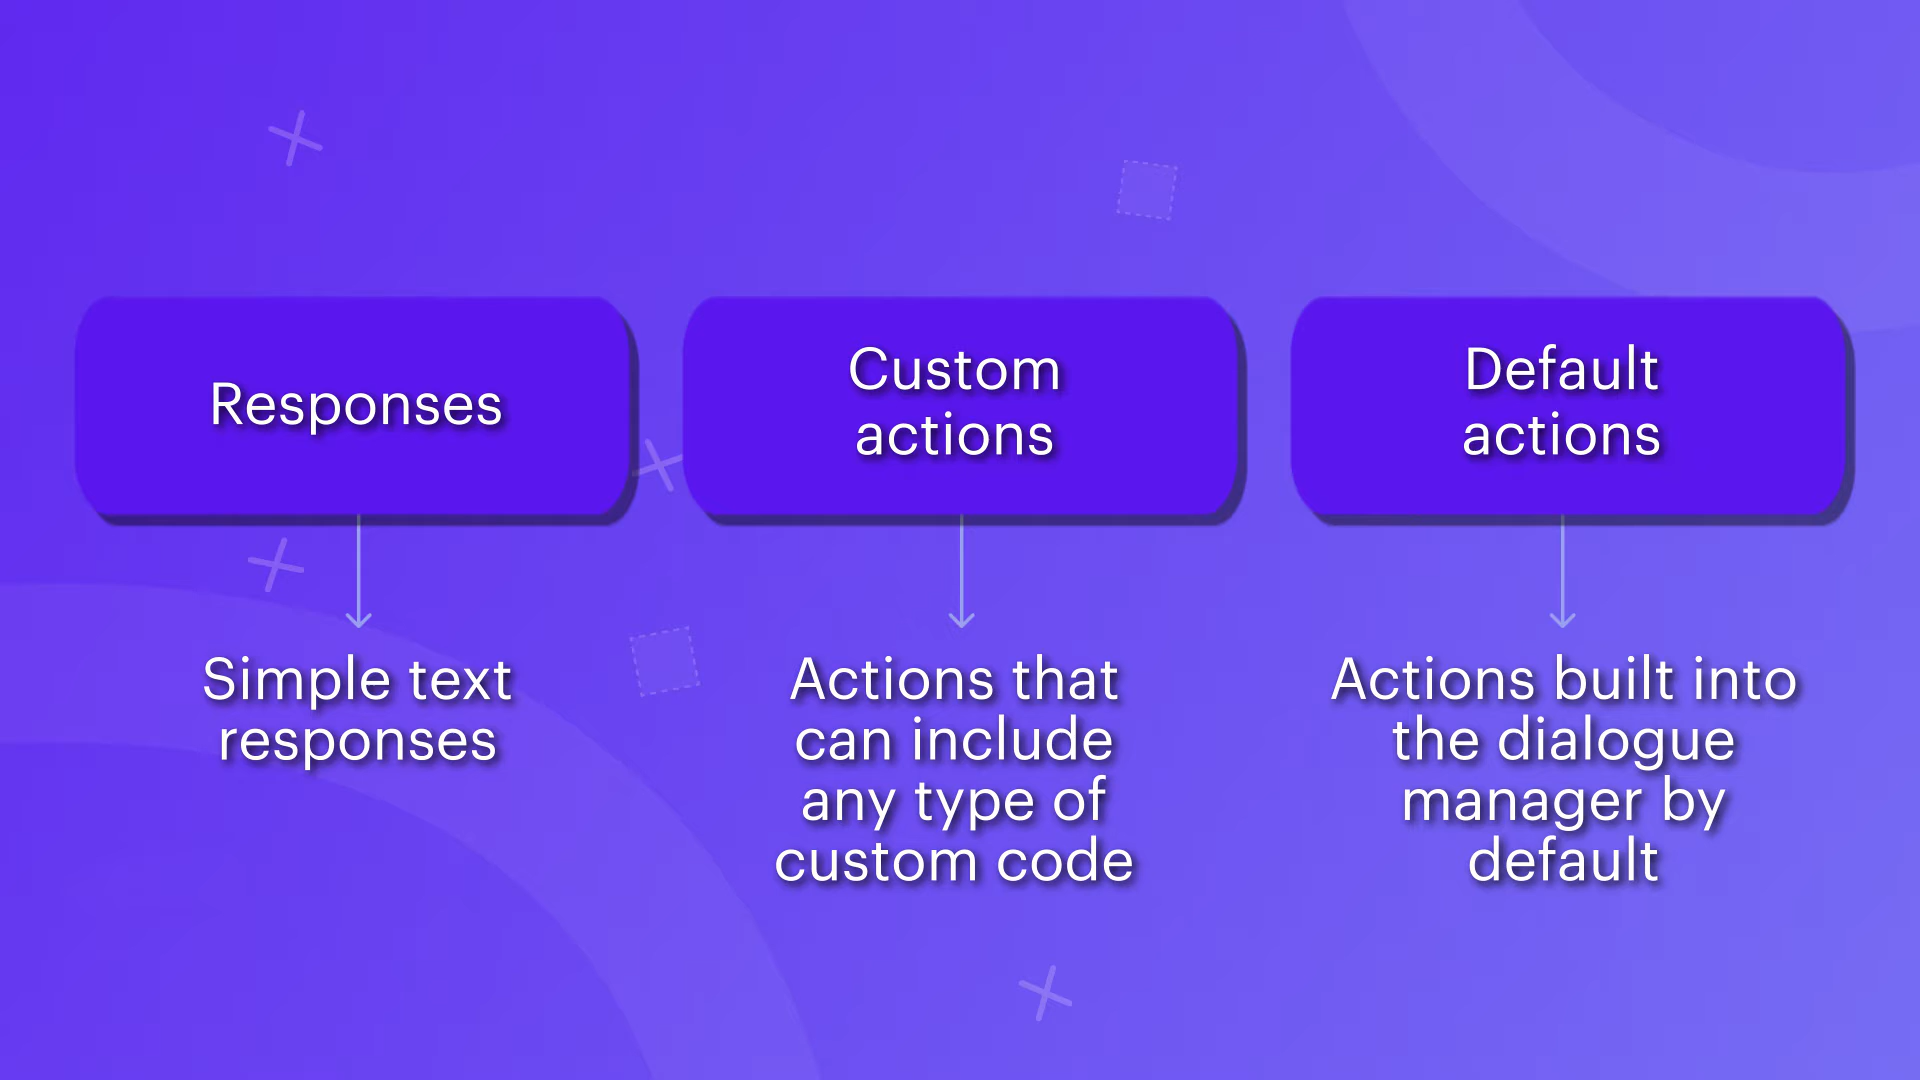 Responses
Custom
actions
Default
actions
Simple text
responses
Actions that
can include
any type of
custom code
Actions built into
the dialogue
manager by
default